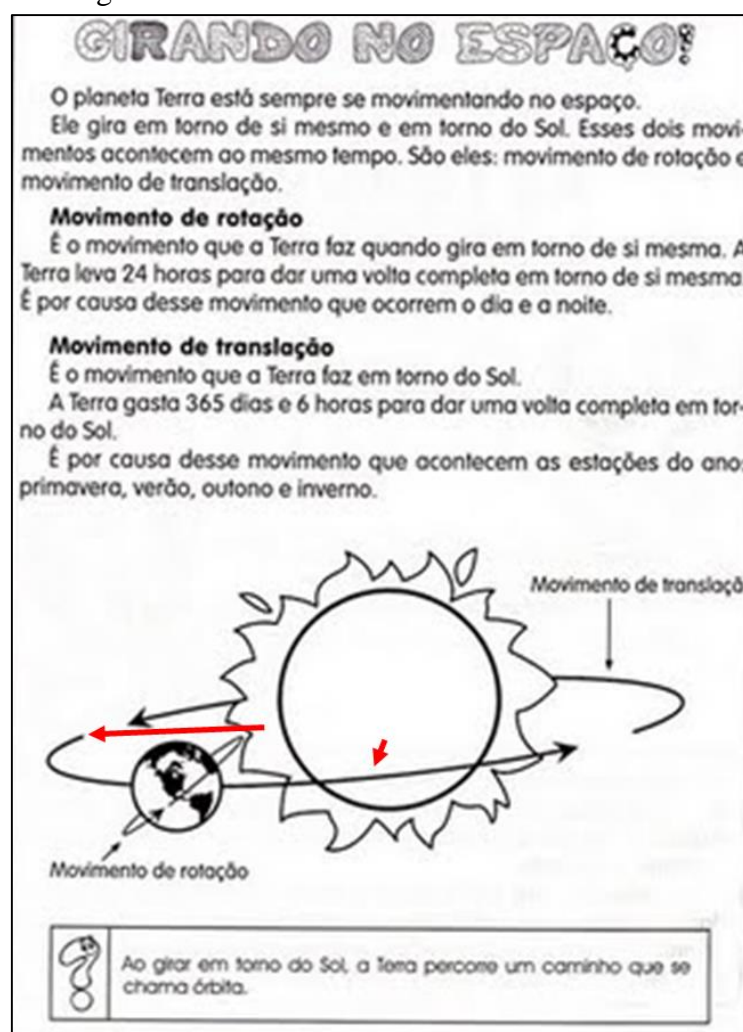 GIRANDO NO ESPAÇO!
O planeta Terra está sempre se movimentando no espaço.
Ele gira em torno de si mesmo e em torno do Sol. Esses dois movi-
mentos acontecem ao mesmo tempo. São eles: movimento de rotação e
movimento de translação.
Movimento de rotação
É o movimento que a Terra faz quando gira em torno de si mesma. A
Terra leva 24 horas para dar uma volta completa em torno de si mesma
É por causa desse movimento que ocorrem o dia e a noite.
Movimento de translação
É o movimento que a Terra faz em torno do Sol.
A Terra gasta 365 dias e 6 horas para dar uma volta completa em tor-
no do Sol.
É por causa desse movimento que acontecem as estações do ano:
primavera, verão, outono e inverno.
Movimento de translaçã
Movimento de rotação
Ao girar em torno do Sol, a Terra percorre um caminho que se
chama órbita.